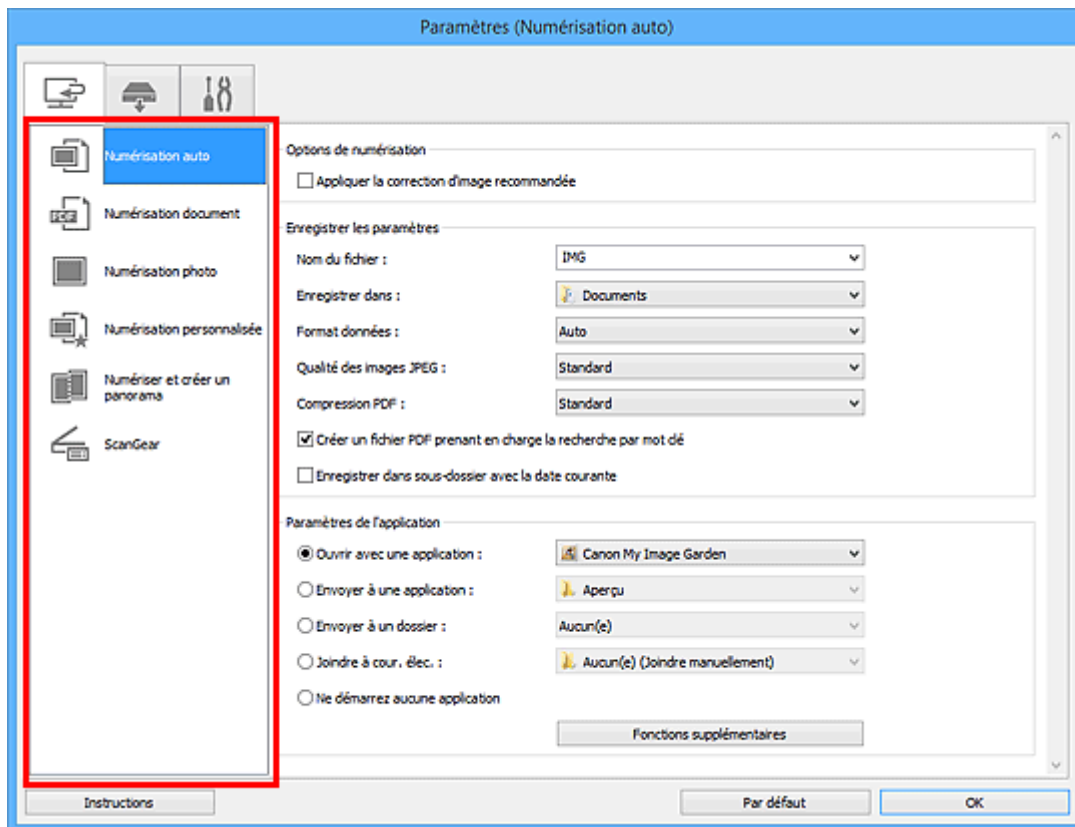 Paramètres (Numérisation auto)
Numérisation auto
Numérisation document
Numérisation photo
Numérisation personnalisée
Numériser et créer un
panorama
ScanGear
Options de numérisation
Appliquer la correction d'image recommandée
Enregistrer les paramètres
Nom du fichier : IMG
Enregistrer dans : Documents
Format données : Auto
Qualité des images JPEG : Standard
Compression PDF : Standard
Créer un fichier PDF prenant en charge la recherche par mot clé
Enregistrer dans sous-dossier avec la date courante
Paramètres de l'application
Ouvrir avec une application : Canon My Image Garden
Envoyer à une application : Aperçu
Envoyer à un dossier : Aucun(e)
Joindre à cour. élec. : Aucun(e) (Joindre manuellement)
Ne démarrez aucune application
Fonctions supplémentaires
Instructions Par défaut OK